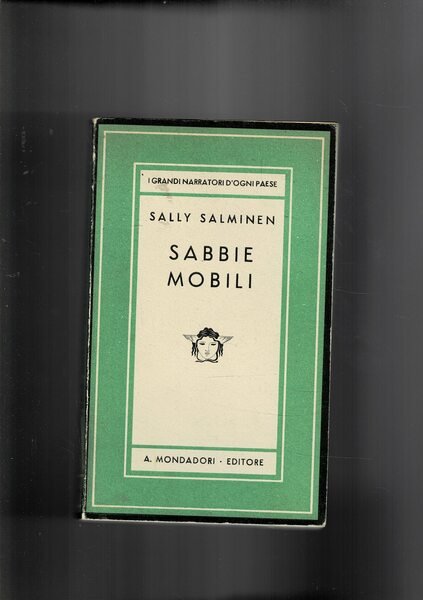 I GRANDI NARRATORI D'OGNI PAESE
SALLY SALMINEN
SABBIE
MOBILI
A. MONDADORI · EDITORE